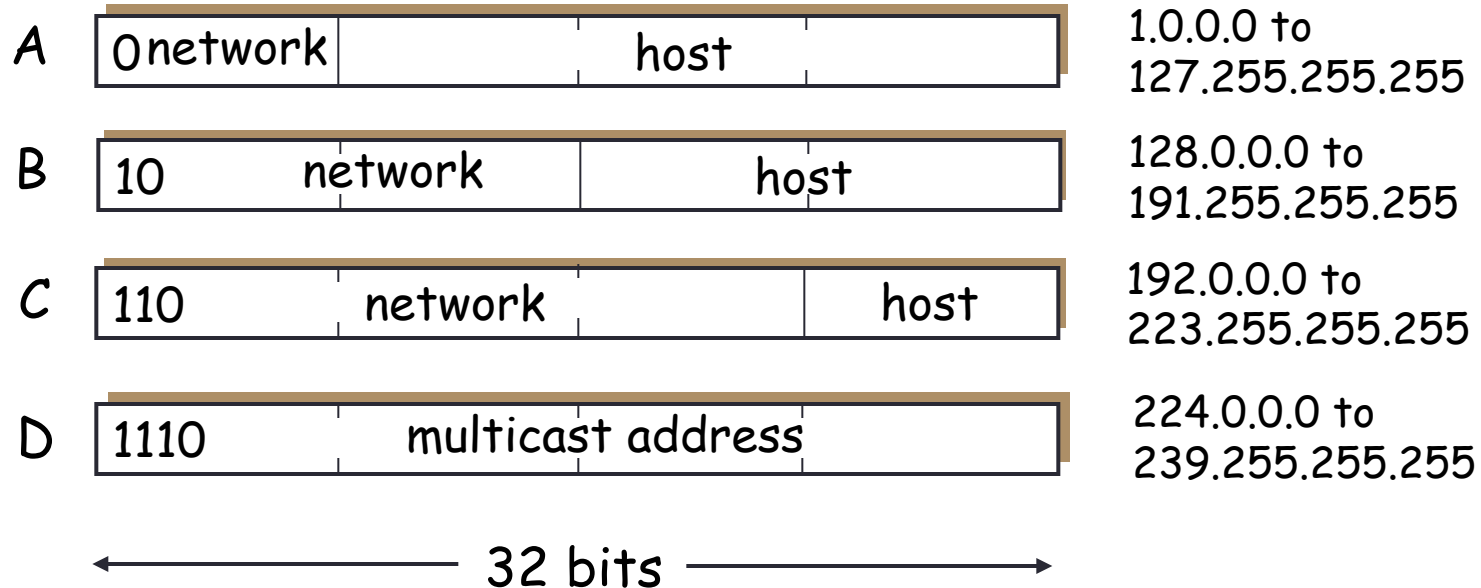 A 0 network host 1.0.0.0 to
127.255.255.255
B 10 network host 128.0.0.0 to
191.255.255.255
C 110 network host 192.0.0.0 to
223.255.255.255
D 1110 multicast address 224.0.0.0 to
239.255.255.255
32 bits